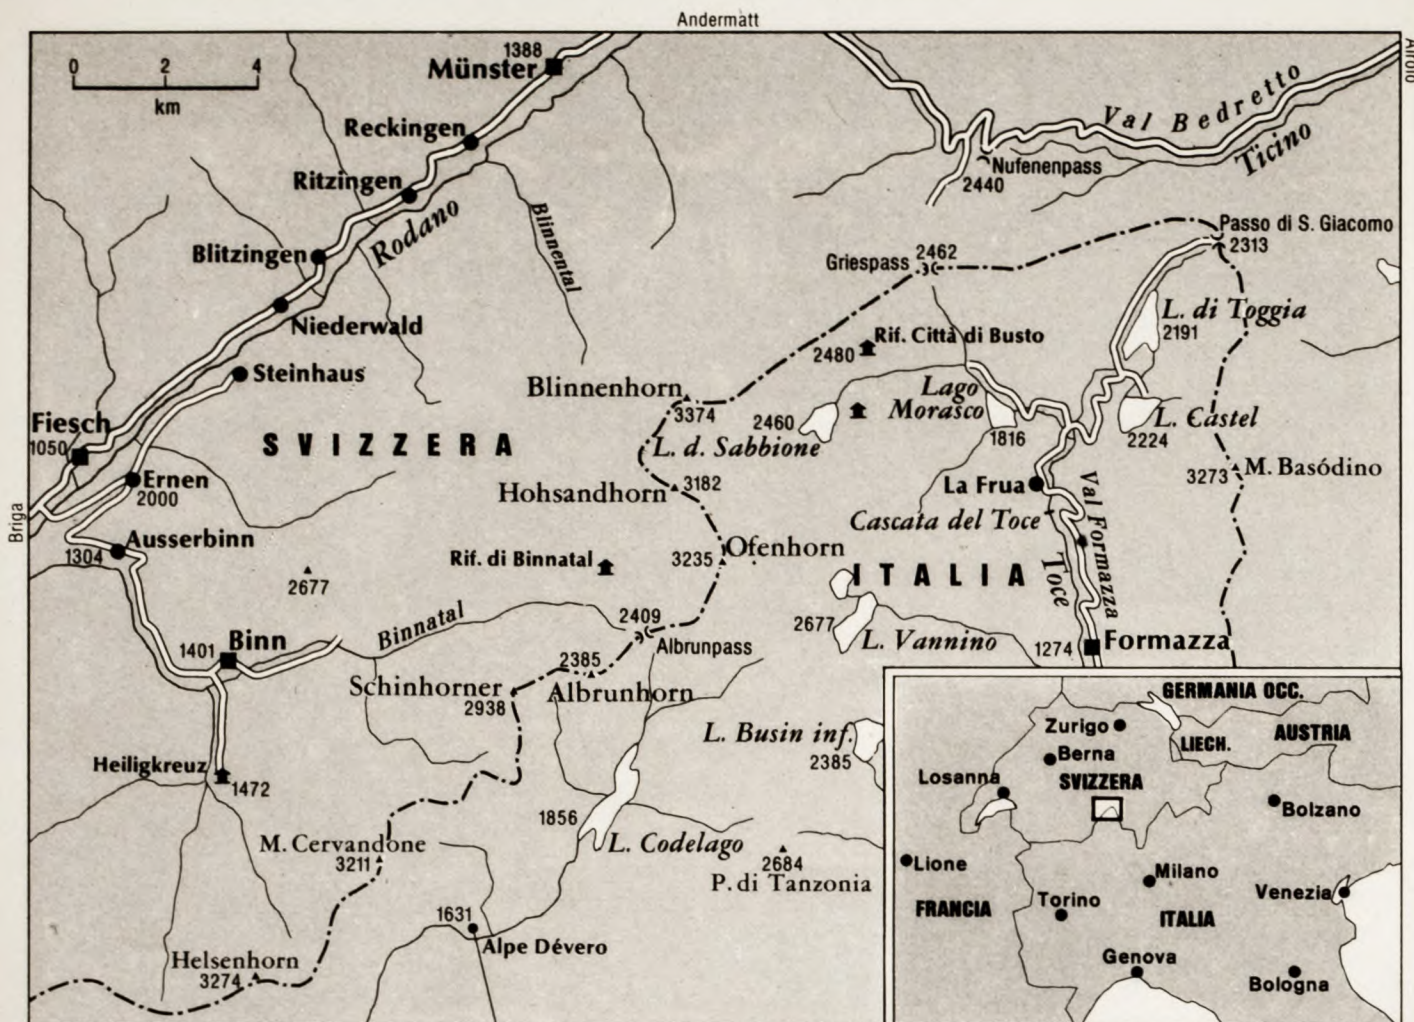 Andermatt
Airolo
0 2 4
km
1388
Münster
Reckingen
Ritzingen
Rodano
Blitzingen
Blinnental
Niederwald
Steinhaus
Val Bedretto
Ticino
Nufenenpass
2440
Passo di S. Giacomo
2313
Griespass 2462
L. di Toggia
2191
Rif. Città di Busto
2480
Blinnenhorn
3374
2460
L. d. Sabbione
Lago
Morasco
1816
L. Castel
2224
Fiesch
1050
SVIZZERA
Ernen
2000
Hohsandhorn 3182
La Frua
3273 M. Basódino
Cascata del Toce
Val Formazza
Toce
Briga
Ausserbinn
1304
2677
Rif. di Binnatal
Ofenhorn
3235
ITALIA
2677
L. Vannino
1274 Formazza
Binn
1401
Binnatal
2409
Albrunpass
2385
Albrunhorn
Schinhorner
2938
L. Busin inf.
2385
Heiligkreuz
1472
1856
L. Codelago
M. Cervandone
3211
2684
P. di Tanzonia
1631
Alpe Dévero
Helsenhorn
3274
GERMANIA OCC.
Zurigo
LIECH.
AUSTRIA
Berna
SVIZZERA
Losanna
Bolzano
Lione
Milano
Venezia
FRANCIA
Torino
ITALIA
Genova
Bologna